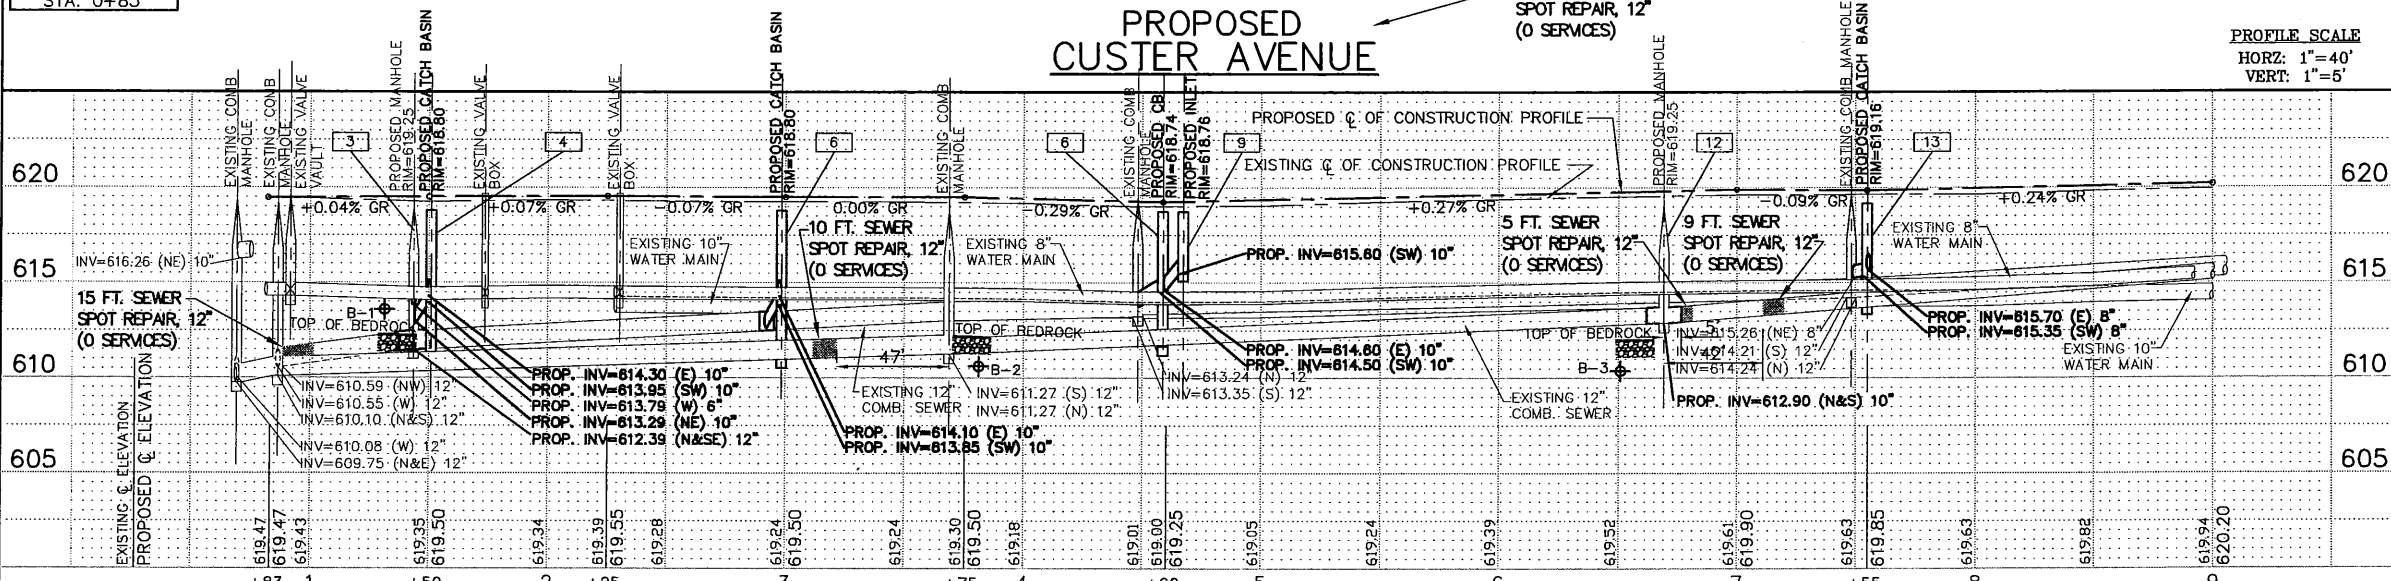 STA. 0+83
PROPOSED
CUSTER AVENUE
SPOT REPAIR, 12"
(0 SERVICES)
PROFILE SCALE
HORZ: 1"=40'
VERT: 1"=5'
EXISTING COMB
MANHOLE
EXISTING COMB
MANHOLE
EXISTING VALVE
VAULT
PROPOSED MANHOLE
RIM=619.25
PROPOSED CATCH BASIN
RIM=618.80
EXISTING VALVE
BOX
EXISTING VALVE
BOX
PROPOSED CATCH BASIN
RIM=618.80
EXISTING COMB
MANHOLE
EXISTING COMB
MANHOLE
PROPOSED CB
RIM=618.74
PROPOSED INLET
RIM=618.76
PROPOSED MANHOLE
RIM=619.25
EXISTING COMB MANHOLE
PROPOSED CATCH BASIN
RIM=619.16
3
4
6
6
9
12
13
PROPOSED ℄ OF CONSTRUCTION PROFILE
EXISTING ℄ OF CONSTRUCTION PROFILE
620
620
+0.04% GR
+0.07% GR
-0.07% GR
0.00% GR
-0.29% GR
+0.27% GR
-0.09% GR
+0.24% GR
INV=616.26 (NE) 10"
EXISTING 10"
WATER MAIN
10 FT. SEWER
SPOT REPAIR, 12"
(0 SERVICES)
EXISTING 8"
WATER MAIN
PROP. INV=615.60 (SW) 10"
5 FT. SEWER
SPOT REPAIR, 12"
(0 SERVICES)
9 FT. SEWER
SPOT REPAIR, 12"
(0 SERVICES)
EXISTING 8"
WATER MAIN
615
615
15 FT. SEWER
SPOT REPAIR, 12"
(0 SERVICES)
B-1
TOP OF BEDROCK
TOP OF BEDROCK
TOP OF BEDROCK
47'
5'
B-2
B-3
PROP. INV=614.60 (E) 10"
PROP. INV=614.50 (SW) 10"
INV=615.26 (NE) 8"
INV=614.21 (S) 12"
INV=614.24 (N) 12"
PROP. INV=615.70 (E) 8"
PROP. INV=615.35 (SW) 8"
EXISTING 10"
WATER MAIN
610
610
INV=610.59 (NW) 12"
INV=610.55 (W) 12"
INV=610.10 (N&S) 12"
INV=610.08 (W) 12"
INV=609.75 (N&E) 12"
PROP. INV=614.30 (E) 10"
PROP. INV=613.95 (SW) 10"
PROP. INV=613.79 (W) 6"
PROP. INV=613.29 (NE) 10"
PROP. INV=612.39 (N&SE) 12"
EXISTING 12"
COMB. SEWER
INV=611.27 (S) 12"
INV=611.27 (N) 12"
INV=613.24 (N) 12"
INV=613.35 (S) 12"
EXISTING 12"
COMB. SEWER
PROP. INV=612.90 (N&S) 10"
PROP. INV=614.10 (E) 10"
PROP. INV=613.85 (SW) 10"
605
605
EXISTING ℄ ELEVATION
PROPOSED ℄ ELEVATION
619.47
619.47
619.43
619.35
619.50
619.34
619.39
619.55
619.28
619.24
619.50
619.24
619.30
619.50
619.18
619.01
619.00
619.25
619.05
619.24
619.39
619.52
619.61
619.90
619.63
619.85
619.63
619.82
619.94
620.20